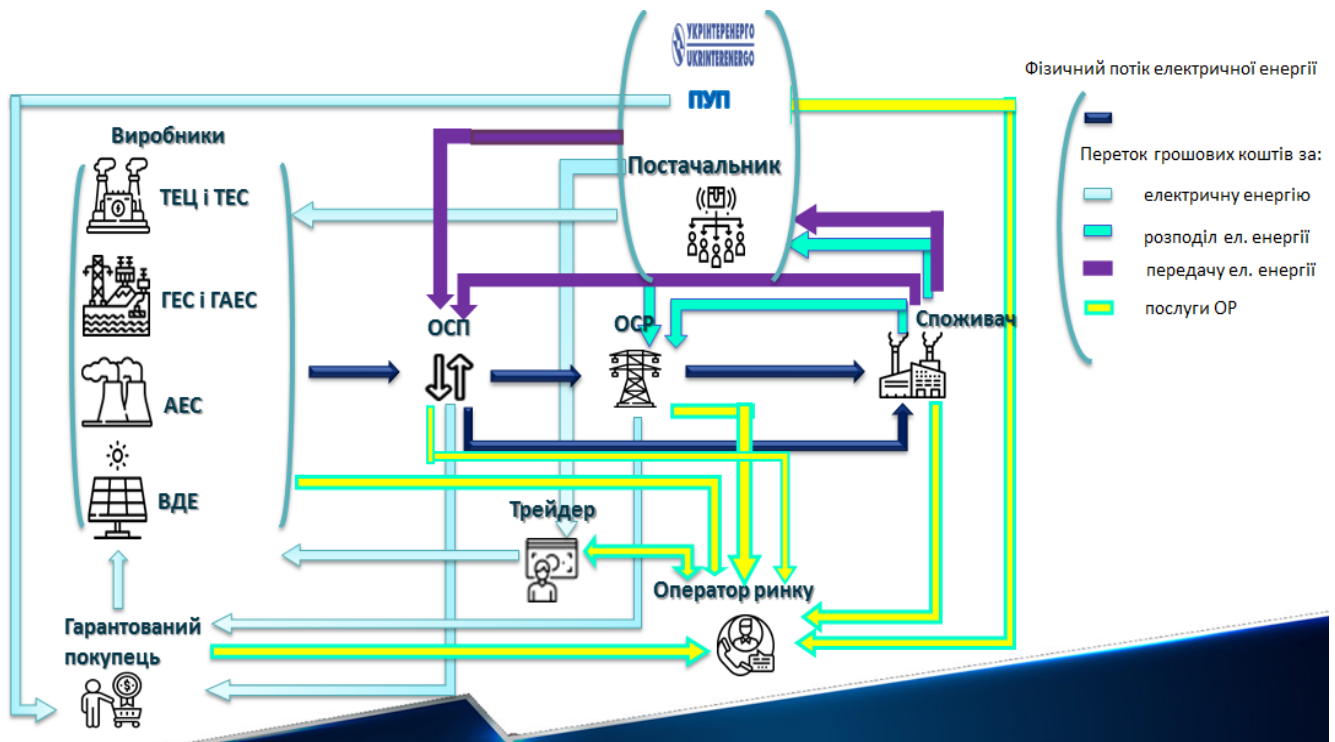 УКРІНТЕРЕНЕРГО
UKRINTERENERGO
ПУП
Фізичний потік електричної енергії
Виробники
Постачальник
Переток грошових коштів за:
ТЕЦ і ТЕС
електричну енергію
розподіл ел. енергії
передачу ел. енергії
ГЕС і ГАЕС
послуги ОР
ОСП
ОСР
Споживач
АЕС
ВДЕ
Трейдер
Оператор ринку
Гарантований
покупець